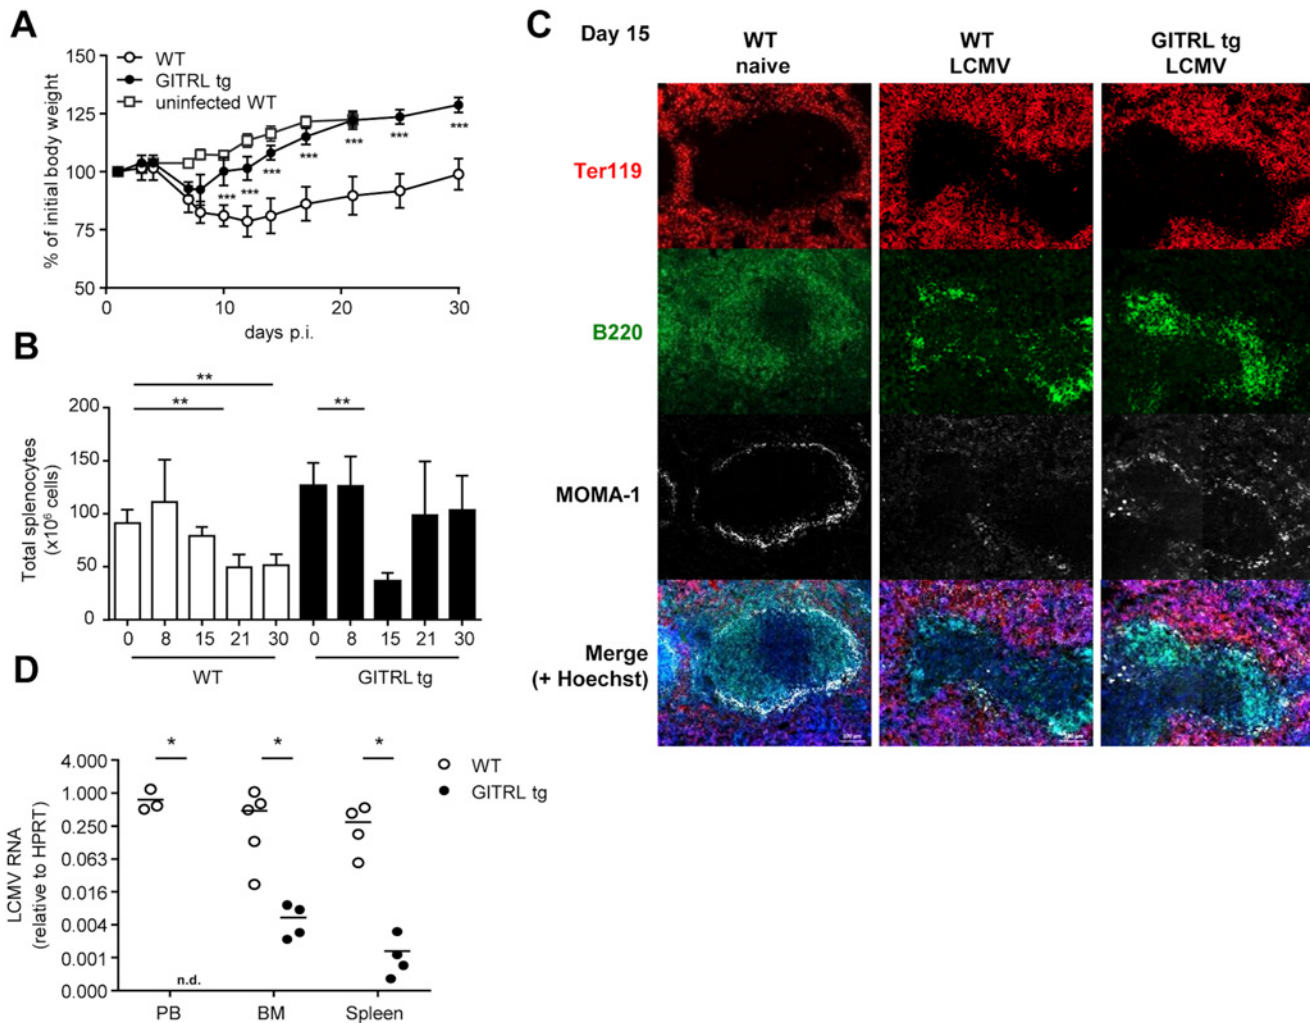 A
% of initial body weight
150
125
100
75
50
WT
GITRL tg
uninfected WT
***
***
***
***
***
***
***
0
10
20
30
days p.i.
B
Total splenocytes
(x10⁶ cells)
200
150
100
50
0
**
**
**
0 8 15 21 30 0 8 15 21 30
WT GITRL tg
C
Day 15
WT
naive
WT
LCMV
GITRL tg
LCMV
Ter119
B220
MOMA-1
Merge
(+ Hoechst)
D
LCMV RNA
(relative to HPRT)
4.000
1.000
0.250
0.063
0.016
0.004
0.001
0.000
* * *
WT
GITRL tg
n.d.
PB BM Spleen